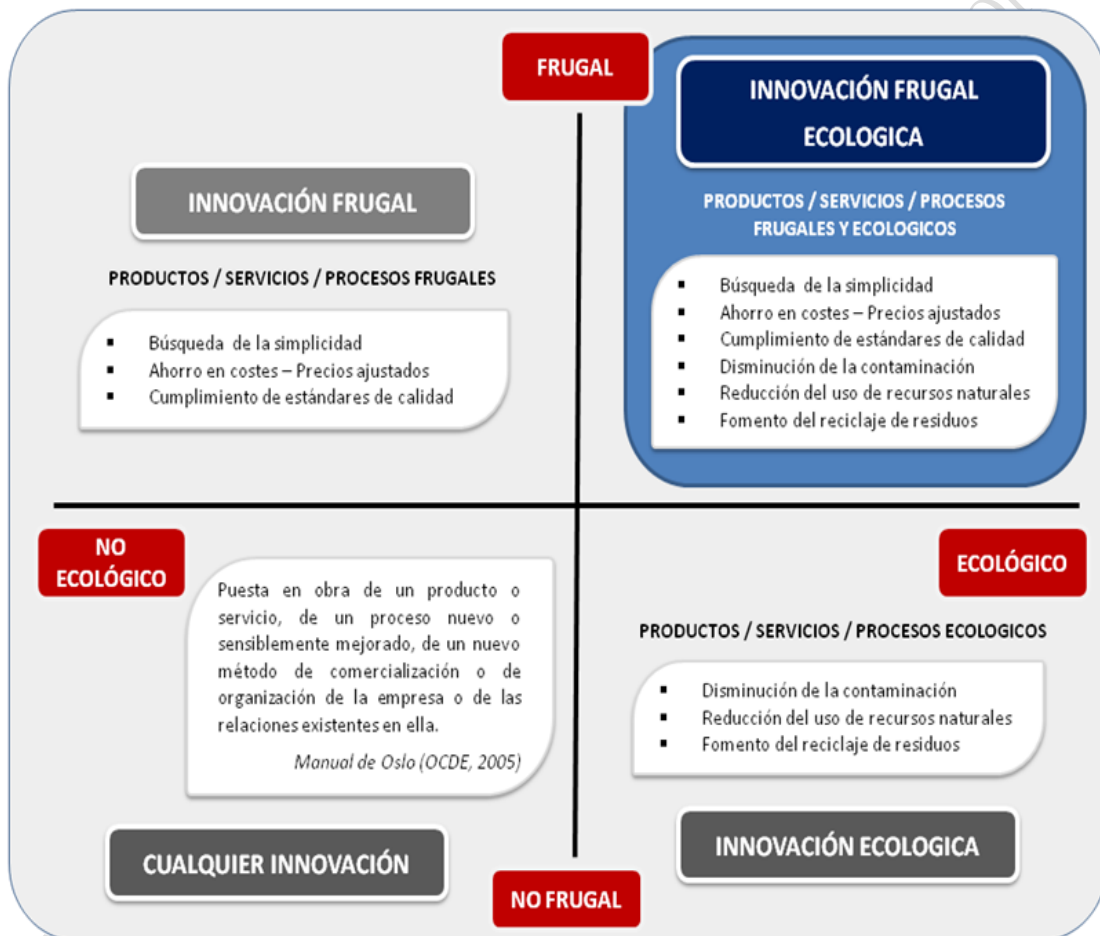 FRUGAL
INNOVACIÓN FRUGAL
ECOLOGICA
PRODUCTOS / SERVICIOS / PROCESOS
FRUGALES Y ECOLOGICOS
▪ Búsqueda de la simplicidad
▪ Ahorro en costes – Precios ajustados
▪ Cumplimiento de estándares de calidad
▪ Disminución de la contaminación
▪ Reducción del uso de recursos naturales
▪ Fomento del reciclaje de residuos
INNOVACIÓN FRUGAL
PRODUCTOS / SERVICIOS / PROCESOS FRUGALES
▪ Búsqueda de la simplicidad
▪ Ahorro en costes – Precios ajustados
▪ Cumplimiento de estándares de calidad
NO
ECOLÓGICO
ECOLÓGICO
Puesta en obra de un producto o
servicio, de un proceso nuevo o
sensiblemente mejorado, de un nuevo
método de comercialización o de
organización de la empresa o de las
relaciones existentes en ella.
Manual de Oslo (OCDE, 2005)
CUALQUIER INNOVACIÓN
PRODUCTOS / SERVICIOS / PROCESOS ECOLOGICOS
▪ Disminución de la contaminación
▪ Reducción del uso de recursos naturales
▪ Fomento del reciclaje de residuos
INNOVACIÓN ECOLOGICA
NO FRUGAL